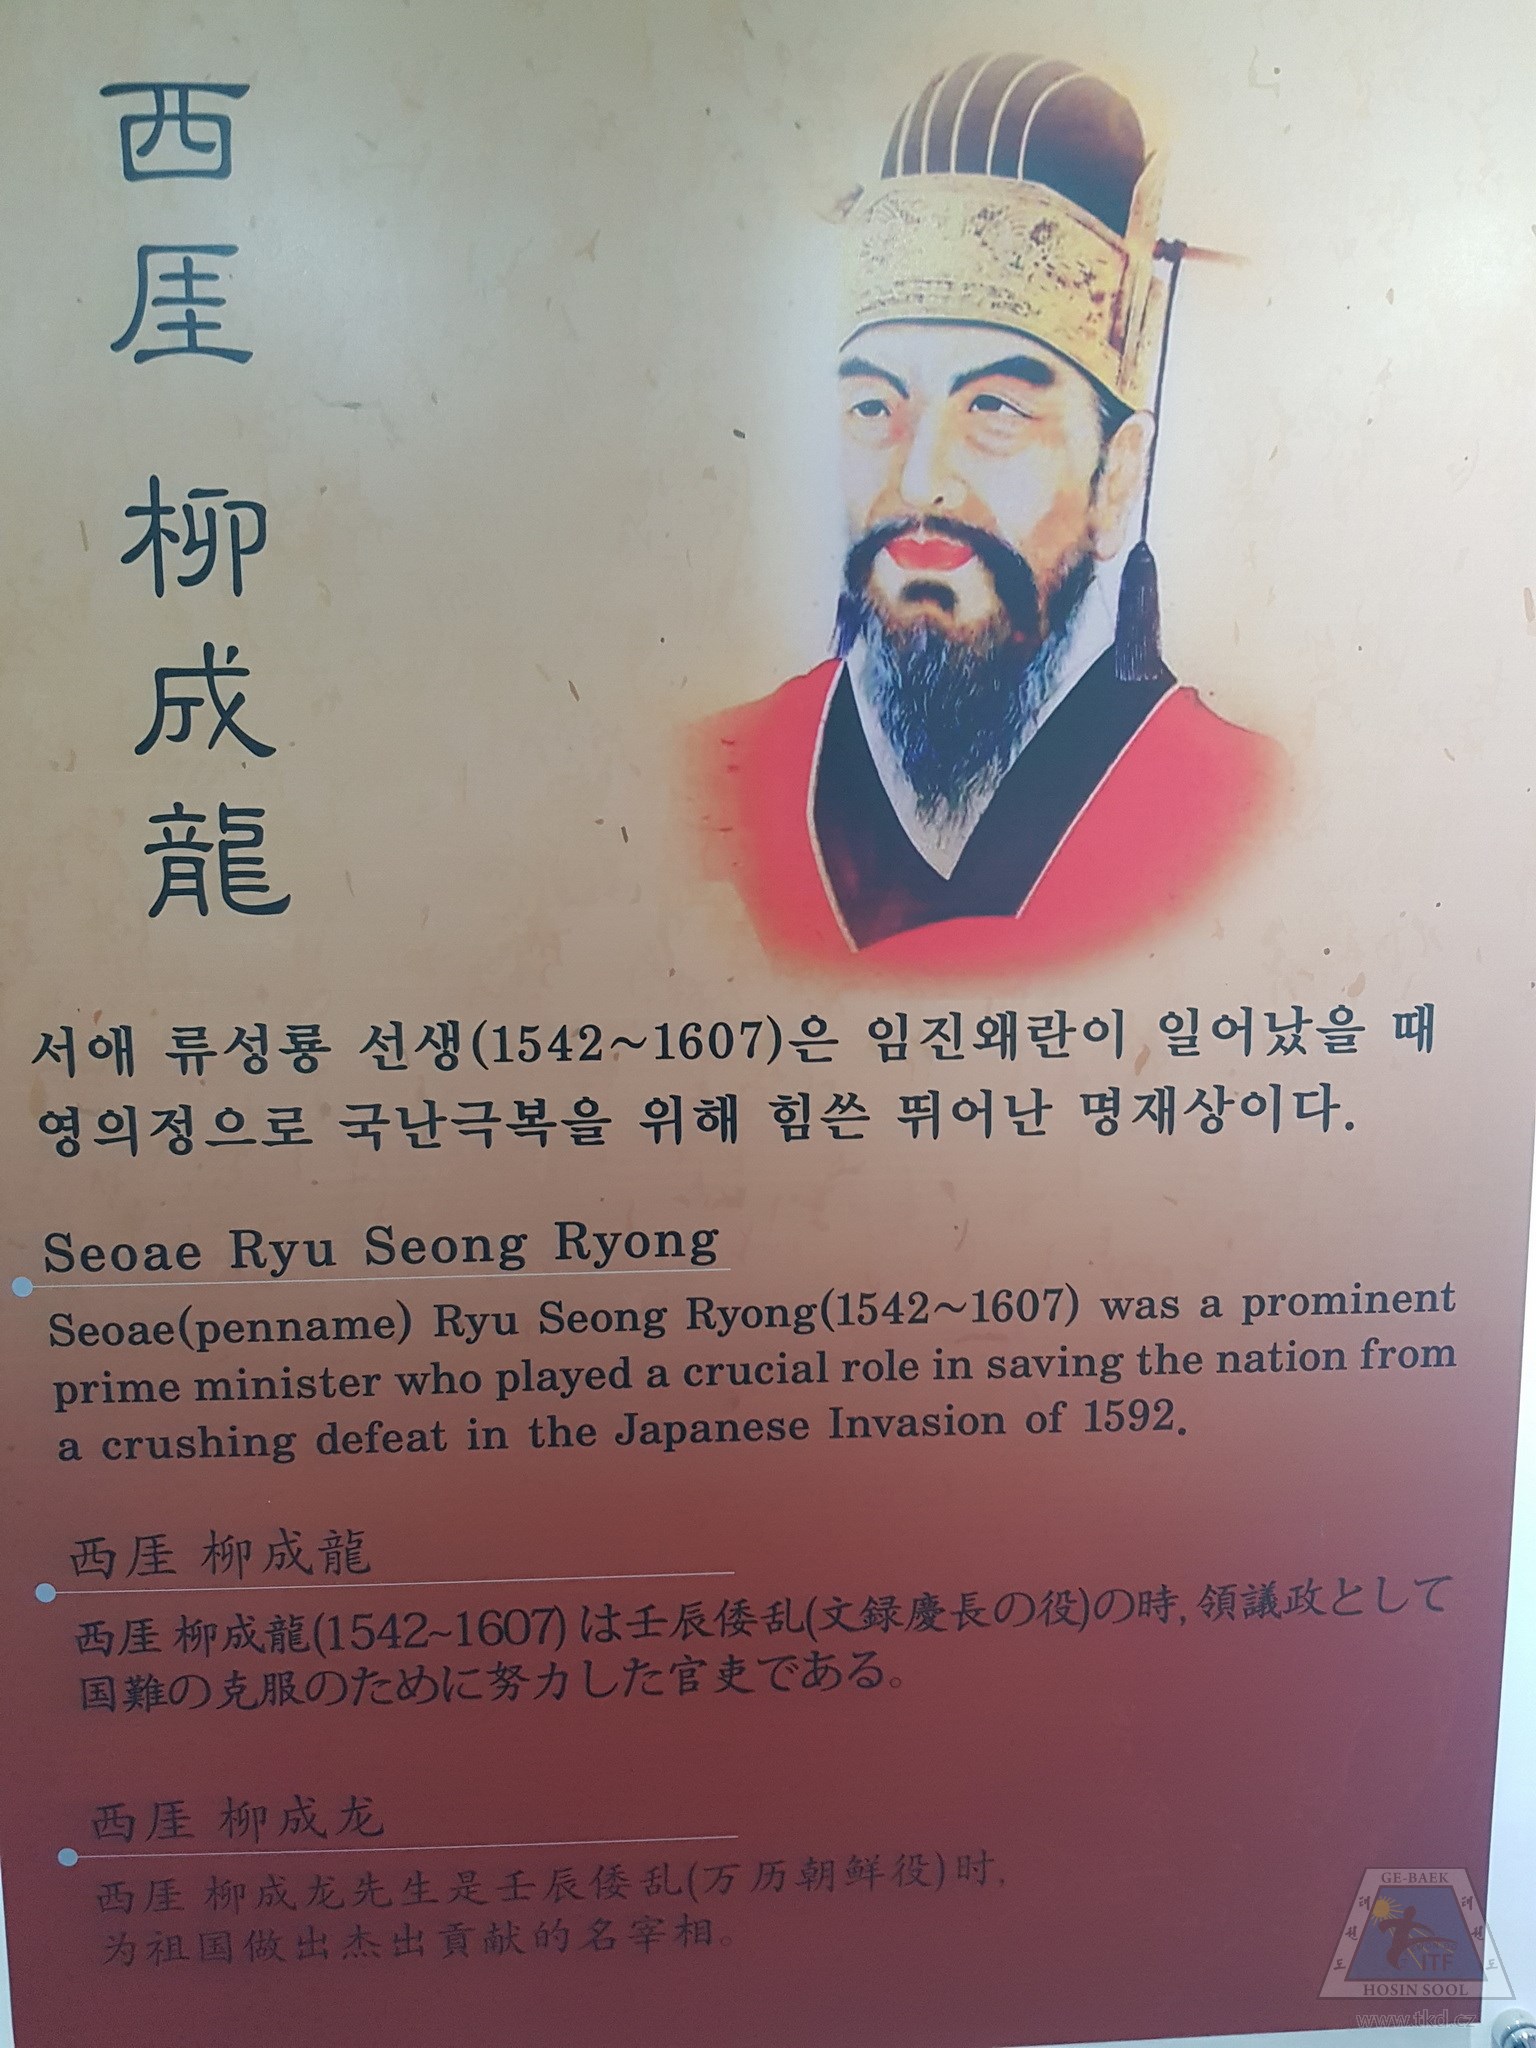 西厓 柳成龍
서애 류성룡 선생(1542~1607)은 임진왜란이 일어났을 때
영의정으로 국난극복을 위해 힘쓴 뛰어난 명재상이다.
Seoae Ryu Seong Ryong
Seoae(penname) Ryu Seong Ryong(1542~1607) was a prominent
prime minister who played a crucial role in saving the nation from
a crushing defeat in the Japanese Invasion of 1592.
西厓 柳成龍
西厓 柳成龍(1542~1607) は壬辰倭乱(文録慶長の役)の時, 領議政として
国難の克服のために努力した官吏である。
西厓 柳成龙
西厓 柳成龙先生是壬辰倭乱(万历朝鲜役)时,
为祖国做出杰出貢献的名宰相。
GE-BAEK
태권도
태권도
ITF
HOSIN SOOL
www.tkd.cz